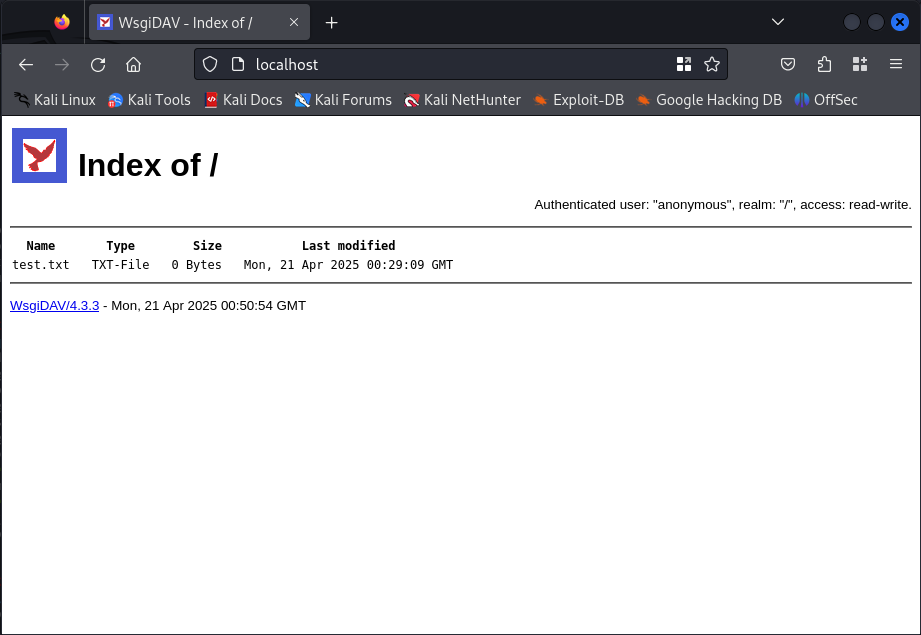 WsgiDAV - Index of /
localhost
Kali Linux Kali Tools Kali Docs Kali Forums Kali NetHunter Exploit-DB Google Hacking DB OffSec
Index of /
Authenticated user: "anonymous", realm: "/", access: read-write.
Name Type Size Last modified
test.txt TXT-File 0 Bytes Mon, 21 Apr 2025 00:29:09 GMT
WsgiDAV/4.3.3 - Mon, 21 Apr 2025 00:50:54 GMT